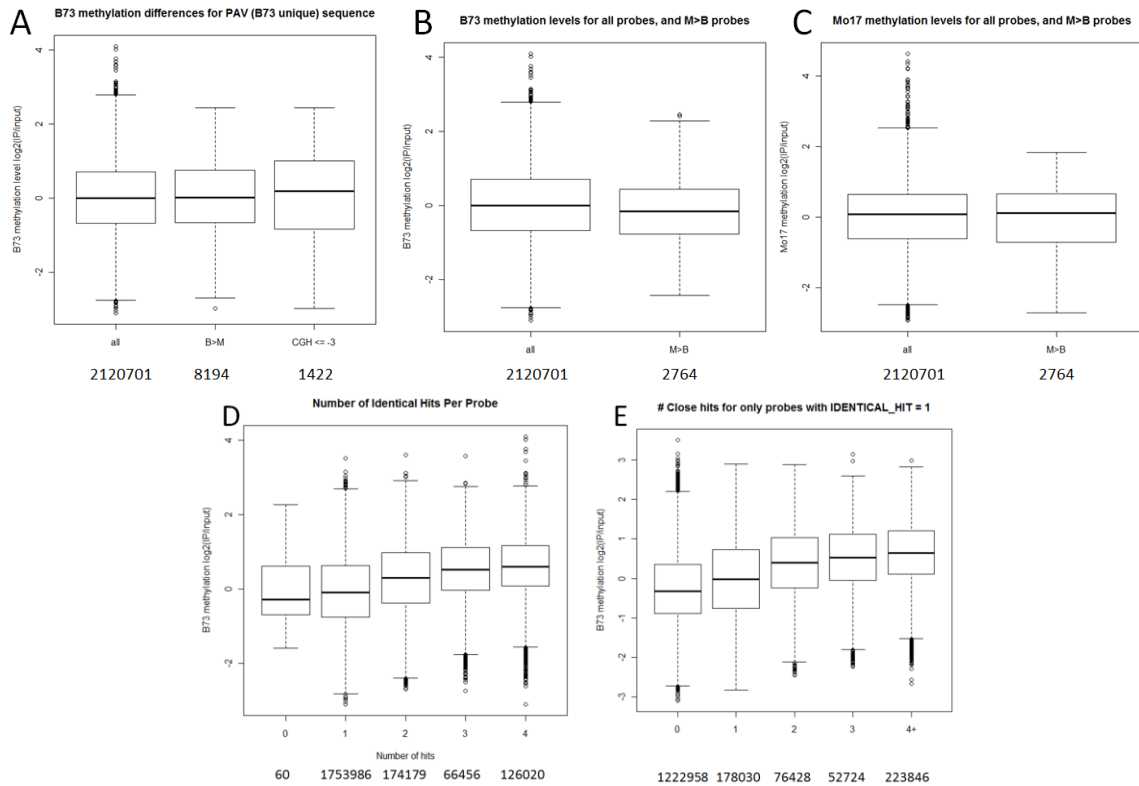 A
B73 methylation differences for PAV (B73 unique) sequence
B73 methylation level log2(IP/input)
4
2
0
-2
all B>M CGH <= -3
2120701 8194 1422
B
B73 methylation levels for all probes, and M>B probes
B73 methylation log2(IP/input)
4
2
0
-2
all M>B
2120701 2764
C
Mo17 methylation levels for all probes, and M>B probes
Mo17 methylation log2(IP/input)
4
2
0
-2
all M>B
2120701 2764
D
Number of Identical Hits Per Probe
B73 methylation log2(IP/input)
4
2
0
-2
0 1 2 3 4
Number of hits
60 1753986 174179 66456 126020
E
# Close hits for only probes with IDENTICAL_HIT = 1
B73 methylation log2(IP/input)
3
2
1
0
-1
-2
-3
0 1 2 3 4+
1222958 178030 76428 52724 223846